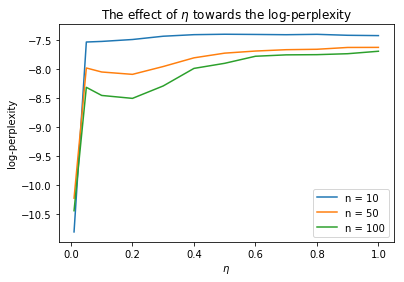 The effect of η towards the log-perplexity
−7.5
−8.0
−8.5
−9.0
−9.5
−10.0
−10.5
log-perplexity
0.0 0.2 0.4 0.6 0.8 1.0
η
n = 10
n = 50
n = 100